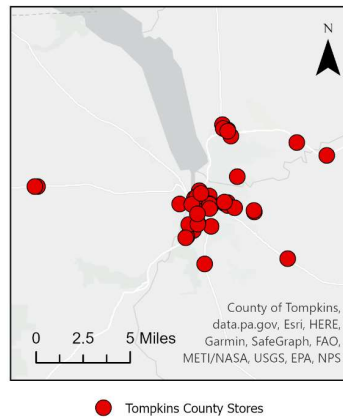 N
0 2.5 5 Miles
County of Tompkins,
data.pa.gov, Esri, HERE,
Garmin, SafeGraph, FAO,
METI/NASA, USGS, EPA, NPS
Tompkins County Stores